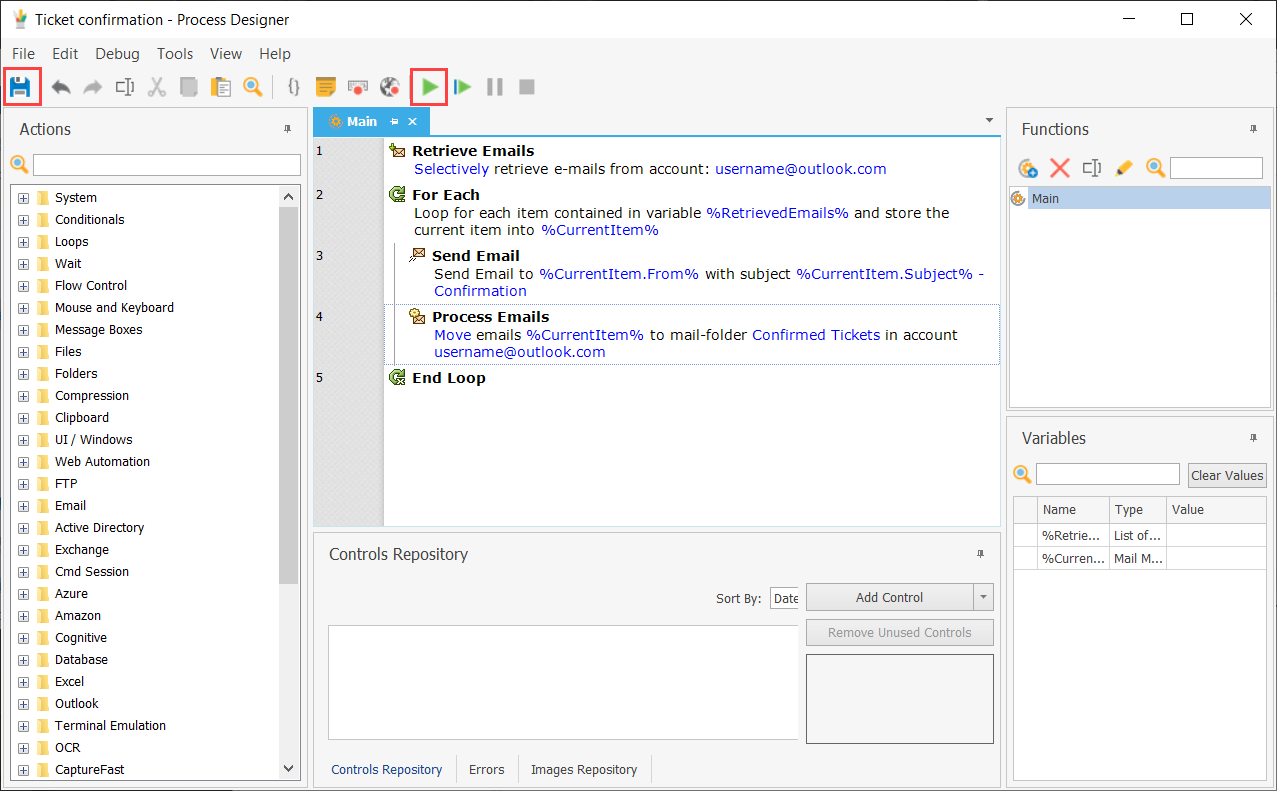 Ticket confirmation - Process Designer
File Edit Debug Tools View Help
Actions
System
Conditionals
Loops
Wait
Flow Control
Mouse and Keyboard
Message Boxes
Files
Folders
Compression
Clipboard
UI / Windows
Web Automation
FTP
Email
Active Directory
Exchange
Cmd Session
Azure
Amazon
Cognitive
Database
Excel
Outlook
Terminal Emulation
OCR
CaptureFast
Main
1 Retrieve Emails
Selectively retrieve e-mails from account: username@outlook.com
2 For Each
Loop for each item contained in variable %RetrievedEmails% and store the
current item into %CurrentItem%
3 Send Email
Send Email to %CurrentItem.From% with subject %CurrentItem.Subject% -
Confirmation
4 Process Emails
Move emails %CurrentItem% to mail-folder Confirmed Tickets in account
username@outlook.com
5 End Loop
Controls Repository
Sort By: Date
Add Control
Remove Unused Controls
Controls Repository Errors Images Repository
Functions
Main
Variables
Clear Values
Name Type Value
%Retrie... List of...
%Curren... Mail M...